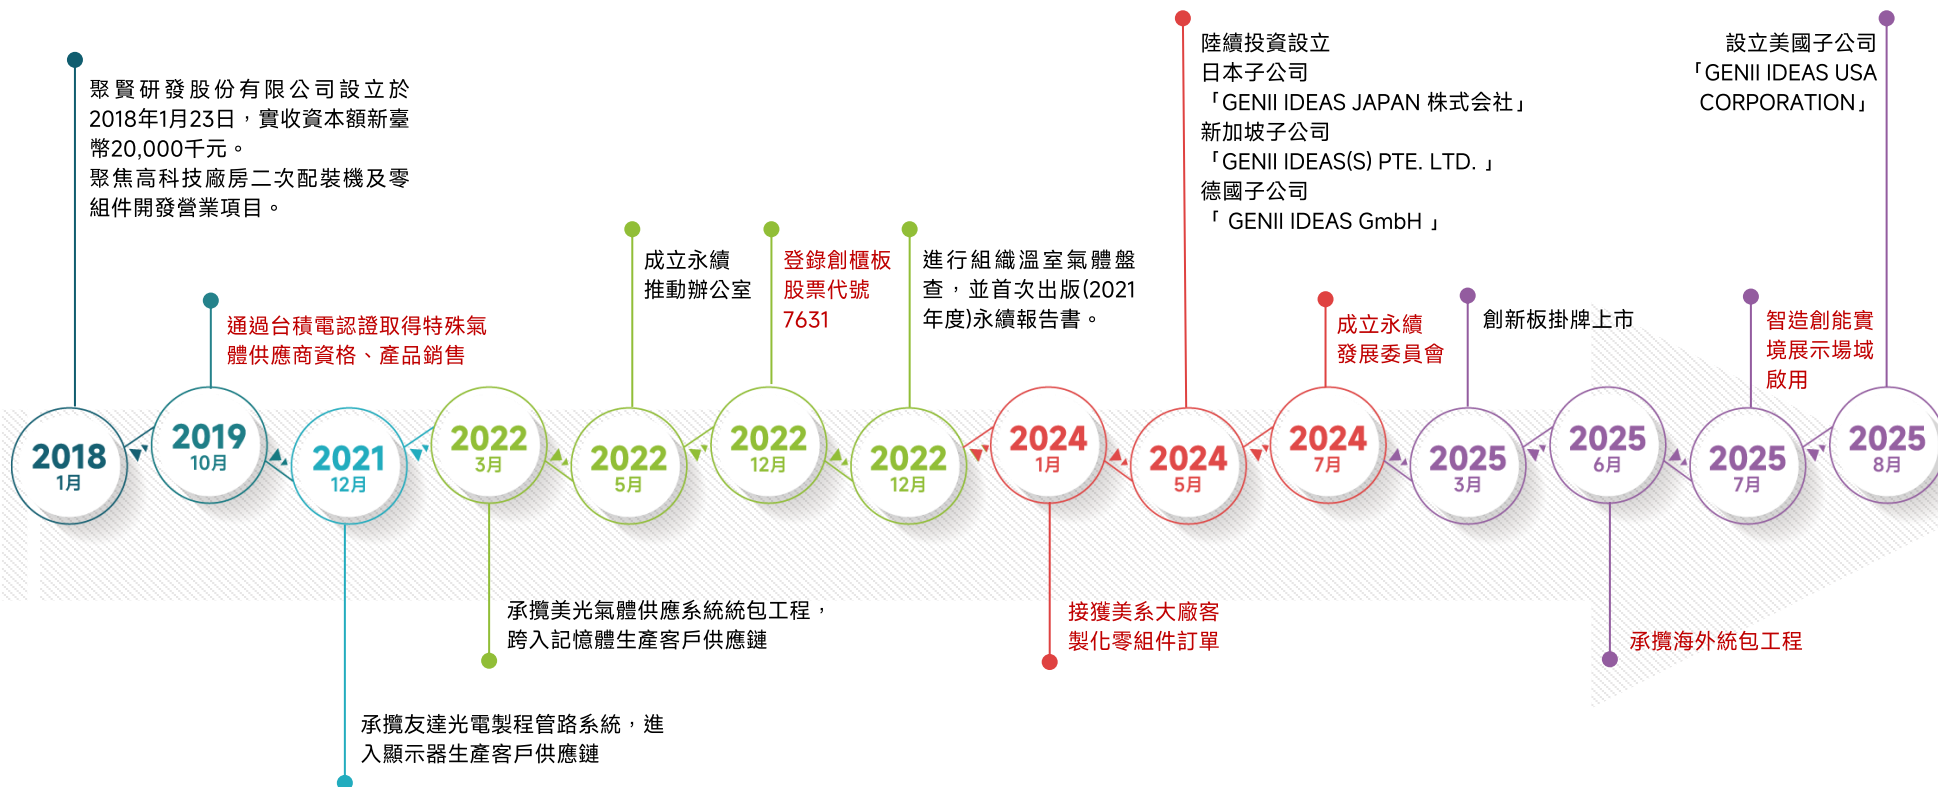 聚賢研發股份有限公司設立於
2018年1月23日，實收資本額新臺
幣20,000千元。
聚焦高科技廠房二次配裝機及零
組件開發營業項目。
2018
1月
通過台積電認證取得特殊氣
體供應商資格、產品銷售
2019
10月
2021
12月
承攬友達光電製程管路系統，進
入顯示器生產客戶供應鏈
2022
3月
承攬美光氣體供應系統統包工程，
跨入記憶體生產客戶供應鏈
成立永續
推動辦公室
2022
5月
登錄創櫃板
股票代號
7631
2022
12月
進行組織溫室氣體盤
查，並首次出版(2021
年度)永續報告書。
2022
12月
2024
1月
接獲美系大廠客
製化零組件訂單
陸續投資設立
日本子公司
「GENII IDEAS JAPAN 株式会社」
新加坡子公司
「GENII IDEAS(S) PTE. LTD. 」
德國子公司
「 GENII IDEAS GmbH 」
2024
5月
成立永續
發展委員會
2024
7月
創新板掛牌上市
2025
3月
2025
6月
承攬海外統包工程
智造創能實
境展示場域
啟用
2025
7月
設立美國子公司
「GENII IDEAS USA
CORPORATION」
2025
8月